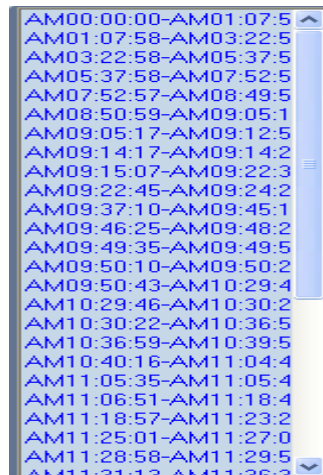 AM00:00:00-AM01:07:5
AM01:07:58-AM03:22:5
AM03:22:58-AM05:37:5
AM05:37:58-AM07:52:5
AM07:52:57-AM08:49:5
AM08:50:59-AM09:05:1
AM09:05:17-AM09:12:5
AM09:14:17-AM09:14:2
AM09:15:07-AM09:22:3
AM09:22:45-AM09:24:2
AM09:37:10-AM09:45:1
AM09:46:25-AM09:48:2
AM09:49:35-AM09:49:5
AM09:50:10-AM09:50:2
AM09:50:43-AM10:29:4
AM10:29:46-AM10:30:2
AM10:30:22-AM10:36:5
AM10:36:59-AM10:39:5
AM10:40:16-AM11:04:4
AM11:05:35-AM11:05:4
AM11:06:51-AM11:18:4
AM11:18:57-AM11:23:2
AM11:25:01-AM11:27:0
AM11:28:58-AM11:29:5